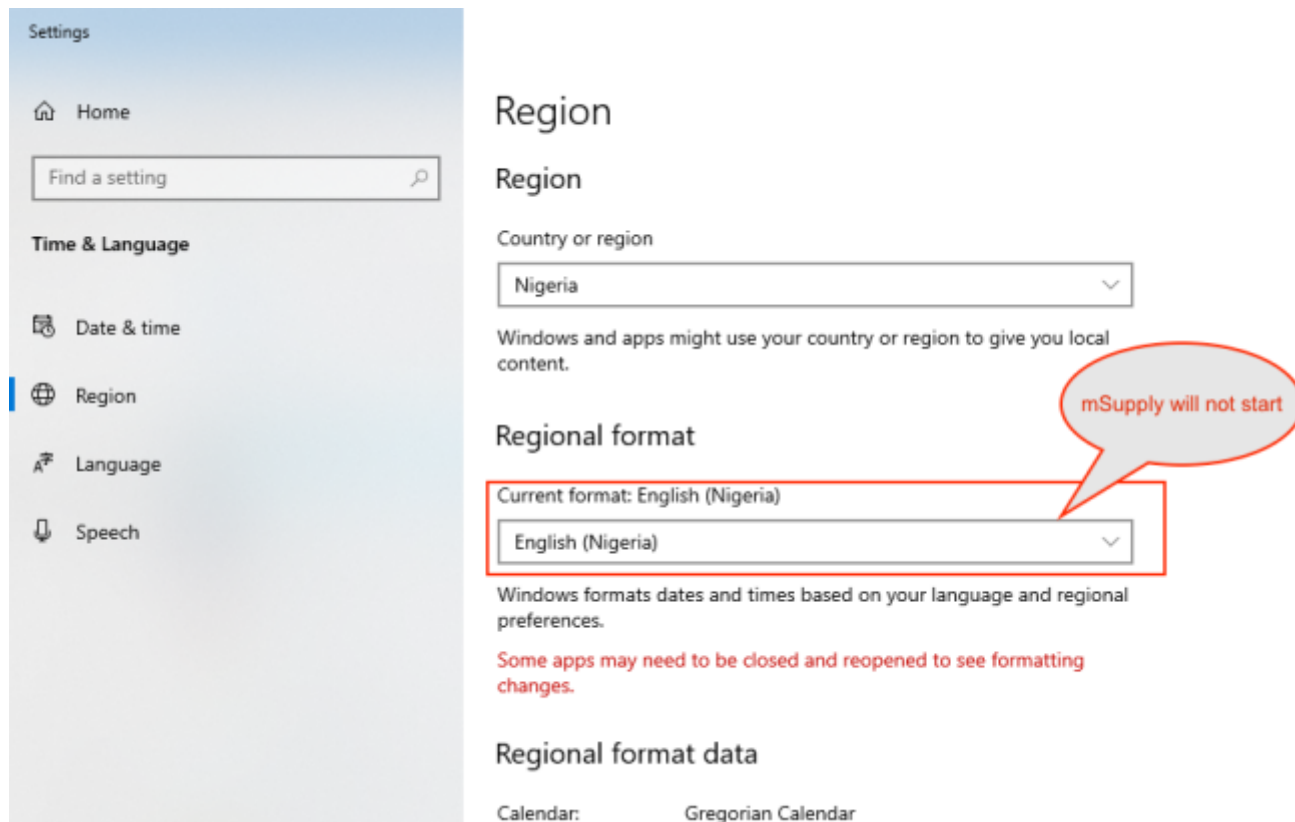 Settings
Home
Find a setting
Time & Language
Date & time
Region
Language
Speech
Region
Region
Country or region
Nigeria
Windows and apps might use your country or region to give you local
content.
mSupply will not start
Regional format
Current format: English (Nigeria)
English (Nigeria)
Windows formats dates and times based on your language and regional
preferences.
Some apps may need to be closed and reopened to see formatting
changes.
Regional format data
Calendar: Gregorian Calendar